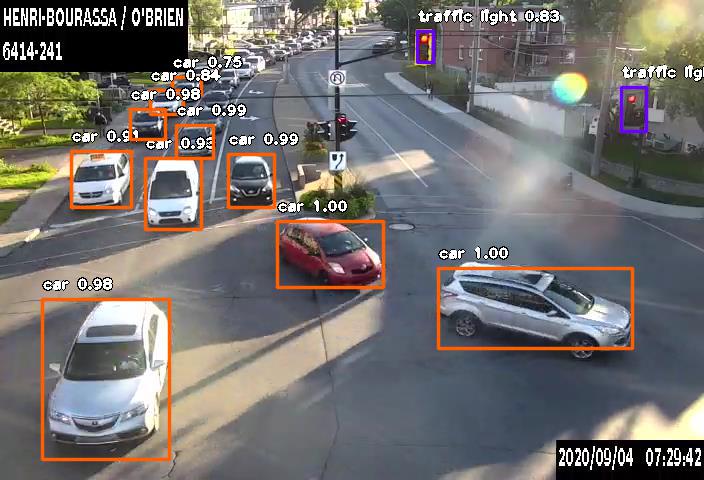 HENRI-BOURASSA / O'BRIEN
6414-241
traffic light 0.83
traffic lig
car 0.75
car 0.84
car 0.98
car 0.99
car 0.91
car 0.93
car 0.99
car 1.00
car 1.00
car 0.98
2020/09/04 07:29:42